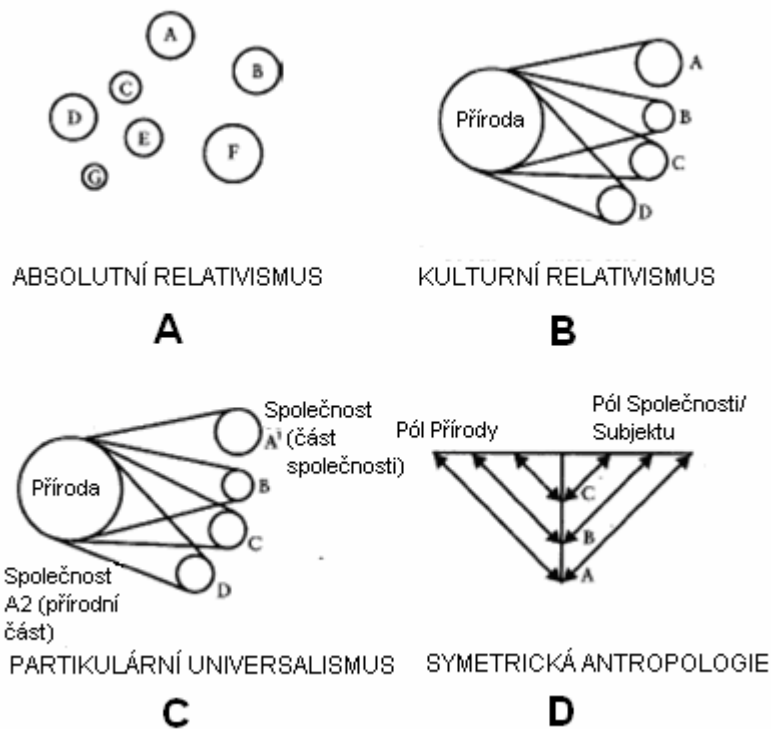 A
B
C
D
E
F
G
ABSOLUTNÍ RELATIVISMUS
A
Příroda
A
B
C
D
KULTURNÍ RELATIVISMUS
B
Společnost
(část
společnosti)
A¹
Příroda
B
C
D
Společnost
A2 (přírodní
část)
PARTIKULÁRNÍ UNIVERSALISMUS
C
Pól Společnosti/
Subjektu
Pól Přírody
C
B
A
SYMETRICKÁ ANTROPOLOGIE
D